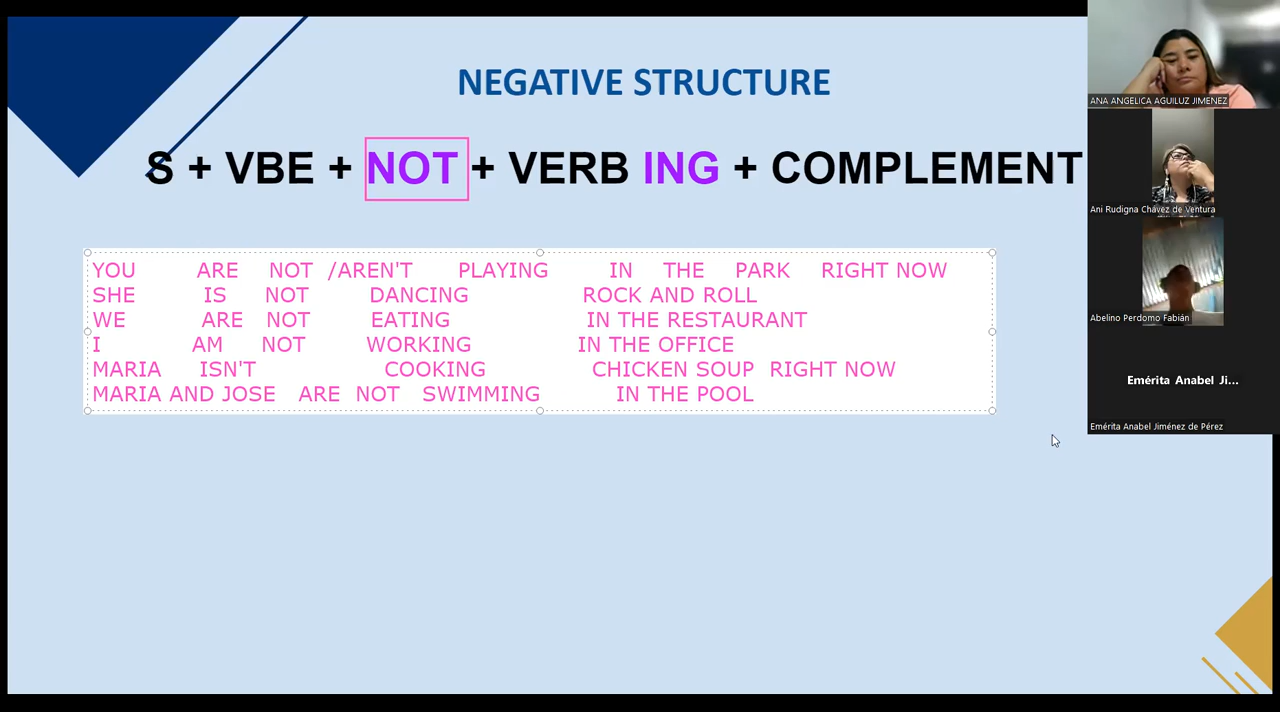 NEGATIVE STRUCTURE
S + VBE + NOT + VERB ING + COMPLEMENT
YOU ARE NOT /AREN'T PLAYING IN THE PARK RIGHT NOW
SHE IS NOT DANCING ROCK AND ROLL
WE ARE NOT EATING IN THE RESTAURANT
I AM NOT WORKING IN THE OFFICE
MARIA ISN'T COOKING CHICKEN SOUP RIGHT NOW
MARIA AND JOSE ARE NOT SWIMMING IN THE POOL
ANA ANGELICA AGUILUZ JIMENEZ
Ani Rudigna Chávez de Ventura
Abelino Perdomo Fabián
Emérita Anabel Ji...
Emérita Anabel Jiménez de Pérez